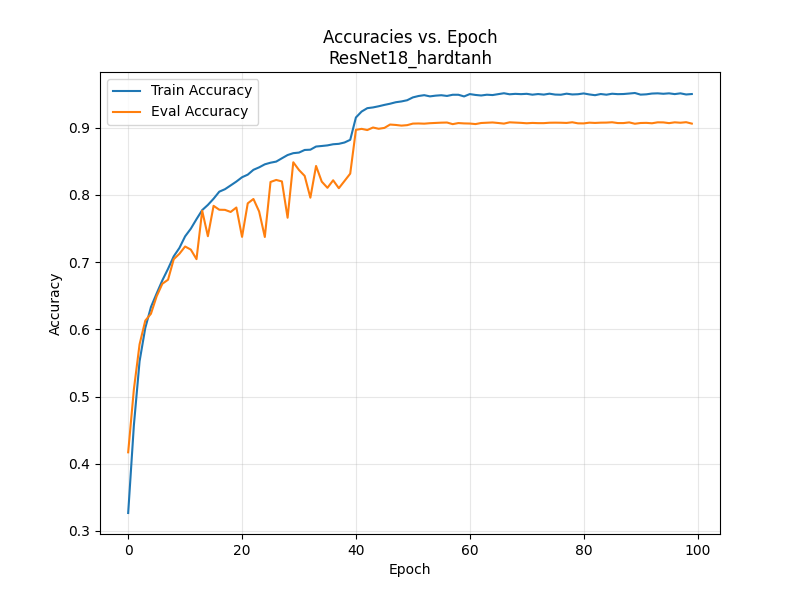 Accuracies vs. Epoch
ResNet18_hardtanh
Train Accuracy
Eval Accuracy
0.9
0.8
0.7
0.6
0.5
0.4
0.3
Accuracy
0 20 40 60 80 100
Epoch